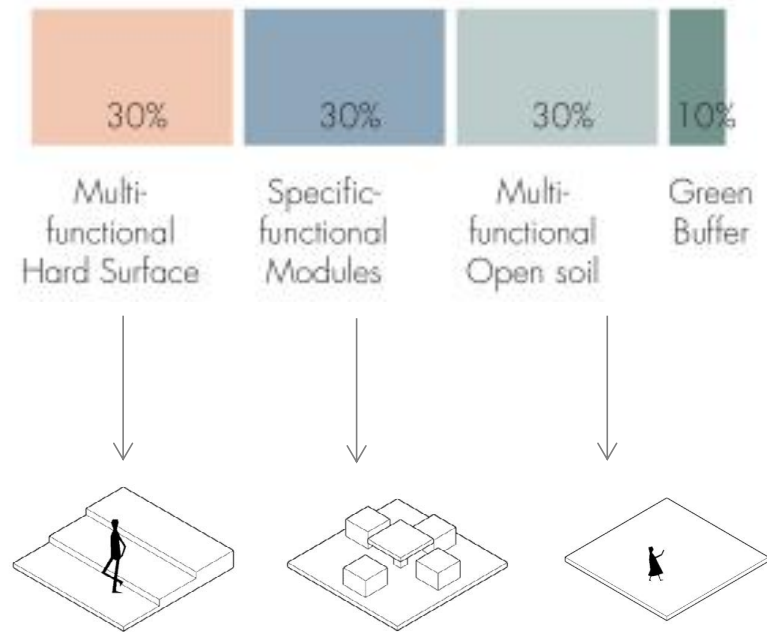 30%
30%
30%
10%
Multi-
functional
Hard Surface
Specific-
functional
Modules
Multi-
functional
Open soil
Green
Buffer